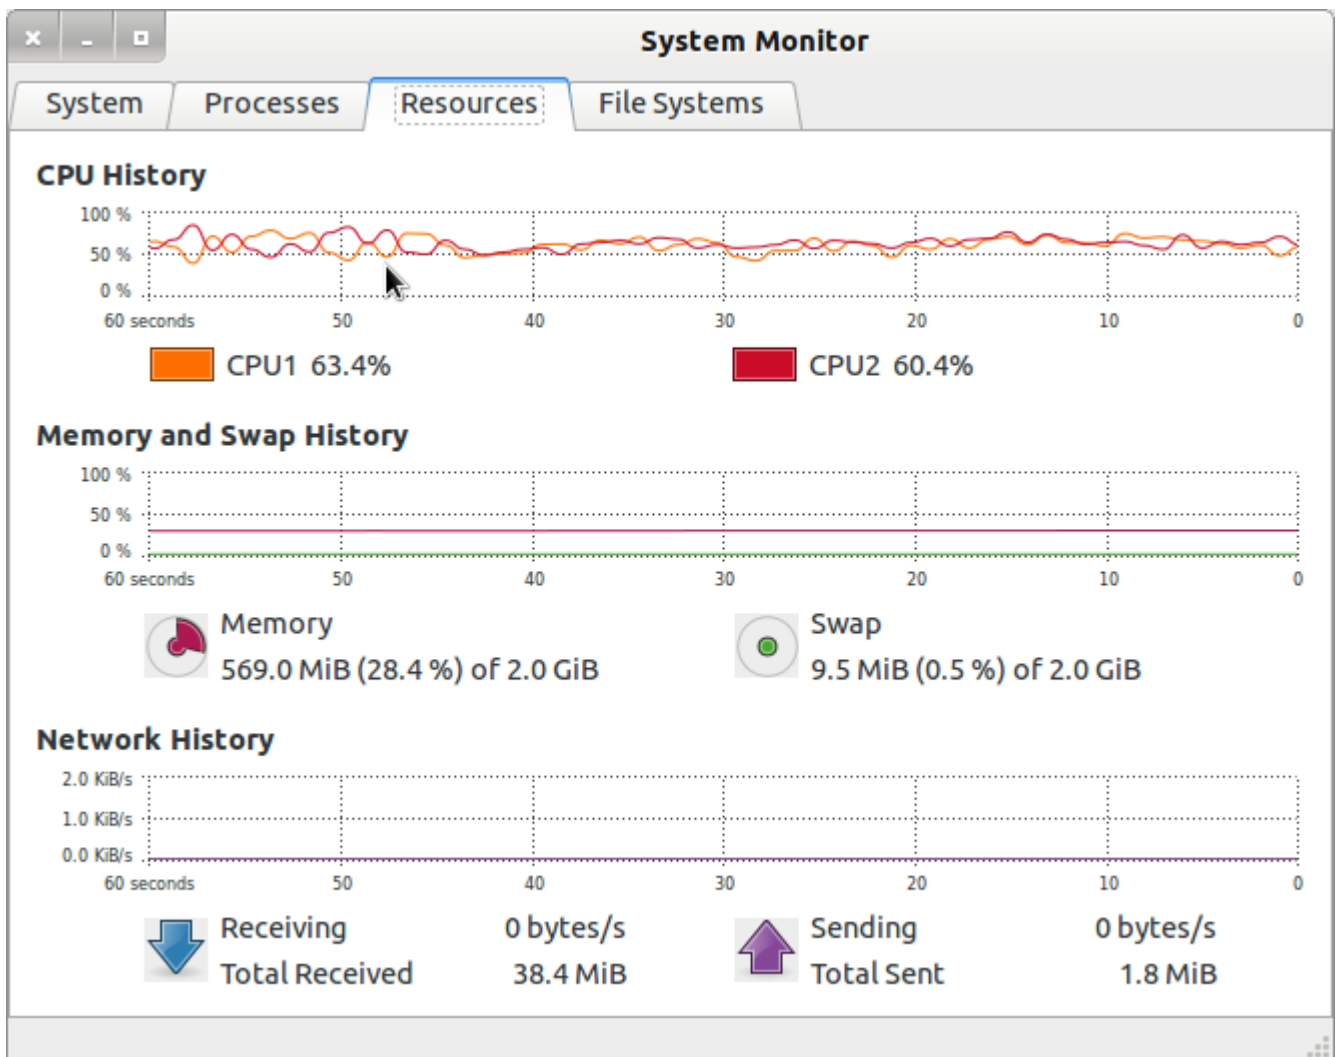 System Monitor
System Processes Resources File Systems
CPU History
100 %
50 %
0 %
60 seconds 50 40 30 20 10 0
CPU1 63.4% CPU2 60.4%
Memory and Swap History
100 %
50 %
0 %
60 seconds 50 40 30 20 10 0
Memory Swap
569.0 MiB (28.4 %) of 2.0 GiB 9.5 MiB (0.5 %) of 2.0 GiB
Network History
2.0 KiB/s
1.0 KiB/s
0.0 KiB/s
60 seconds 50 40 30 20 10 0
Receiving 0 bytes/s Sending 0 bytes/s
Total Received 38.4 MiB Total Sent 1.8 MiB